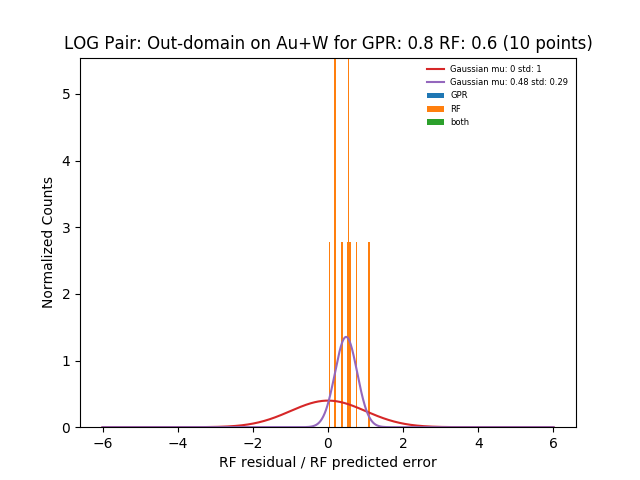 LOG Pair: Out-domain on Au+W for GPR: 0.8 RF: 0.6 (10 points)
Gaussian mu: 0 std: 1
Gaussian mu: 0.48 std: 0.29
GPR
RF
both
Normalized Counts
5
4
3
2
1
0
−6 −4 −2 0 2 4 6
RF residual / RF predicted error